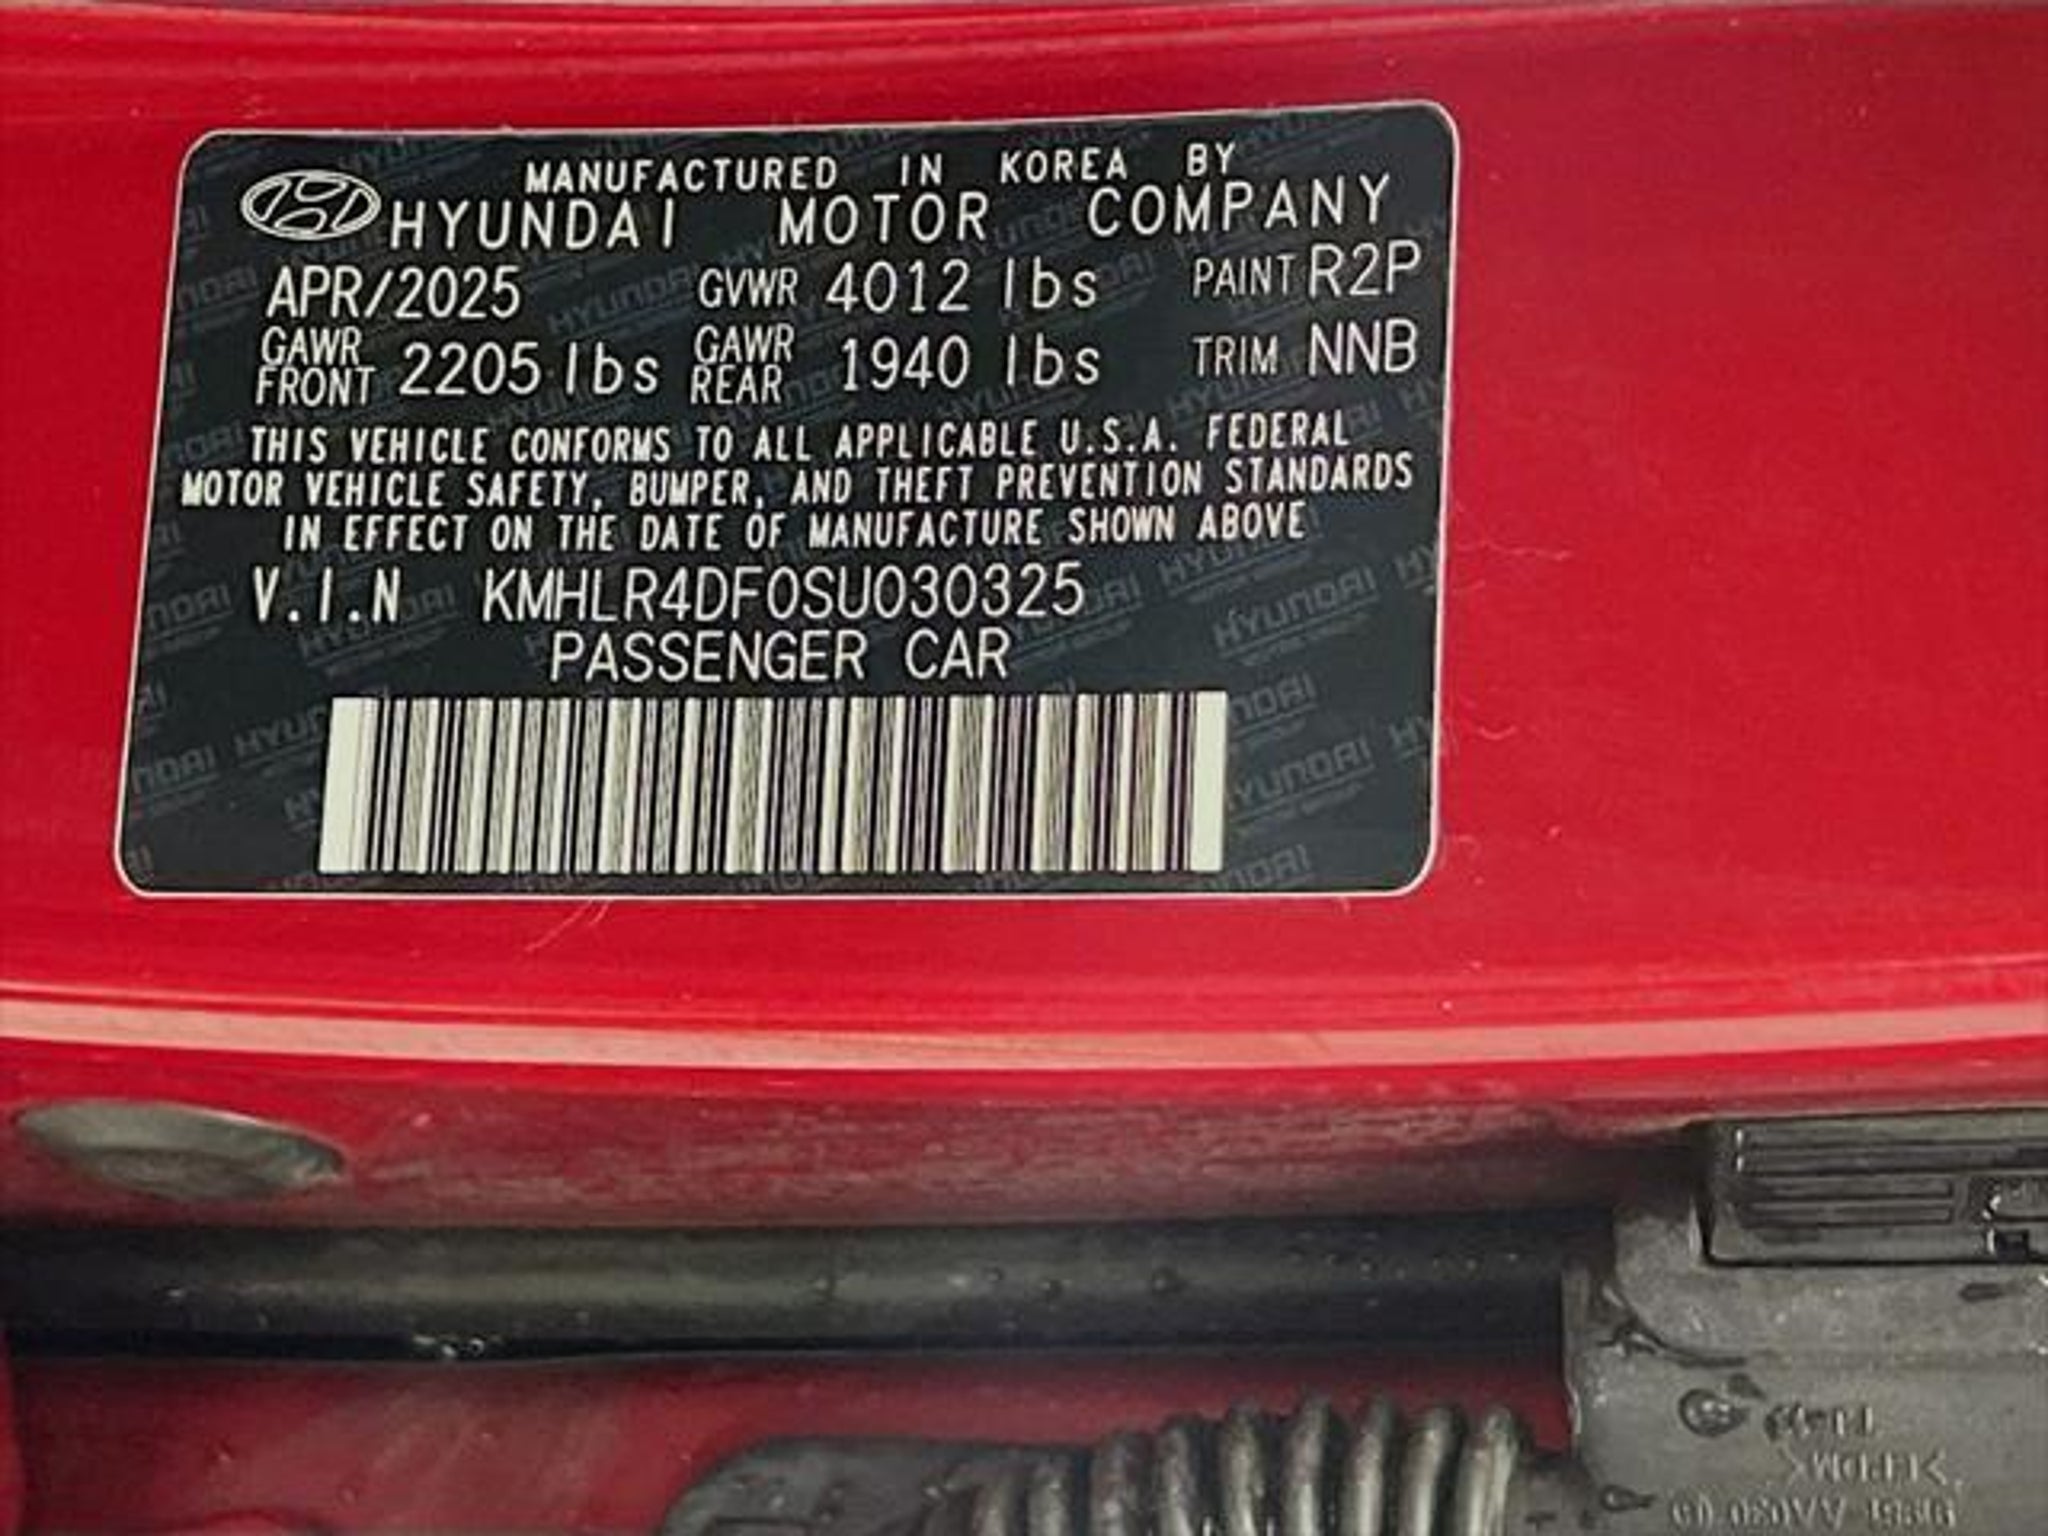 MANUFACTURED IN KOREA BY
HYUNDAI MOTOR COMPANY
APR/2025 GVWR 4012 lbs PAINT R2P
GAWR FRONT 2205 lbs GAWR REAR 1940 lbs TRIM NNB
THIS VEHICLE CONFORMS TO ALL APPLICABLE U.S.A. FEDERAL
MOTOR VEHICLE SAFETY, BUMPER, AND THEFT PREVENTION STANDARDS
IN EFFECT ON THE DATE OF MANUFACTURE SHOWN ABOVE
V.I.N KMHLR4DF0SU030325
PASSENGER CAR